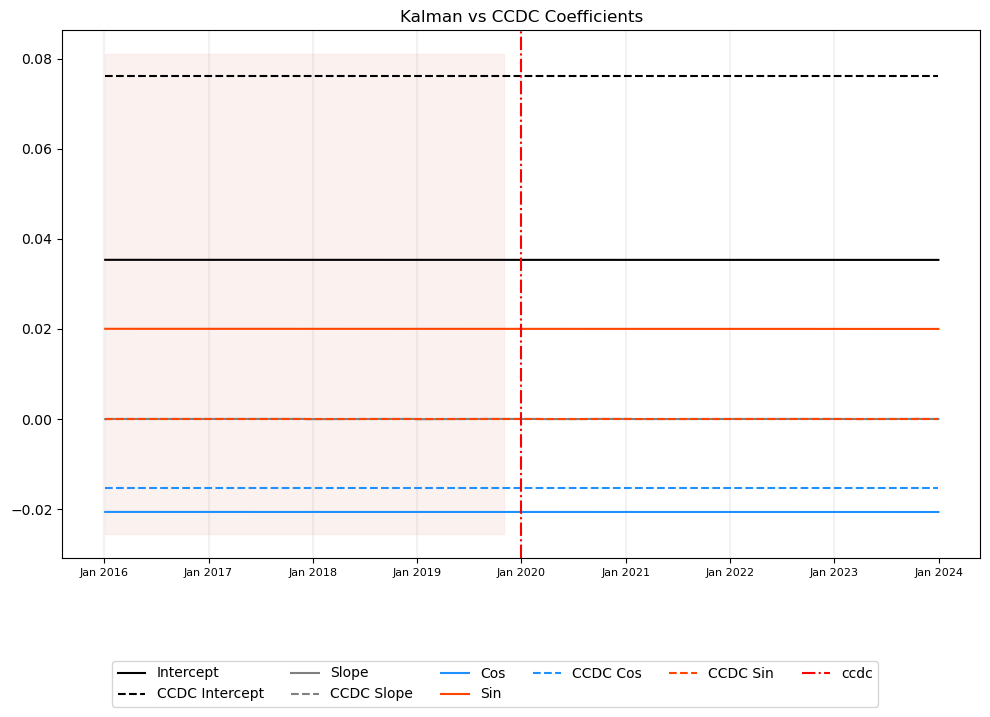 Kalman vs CCDC Coefficients
0.08
0.06
0.04
0.02
0.00
−0.02
Jan 2016 Jan 2017 Jan 2018 Jan 2019 Jan 2020 Jan 2021 Jan 2022 Jan 2023 Jan 2024
Intercept Slope Cos CCDC Cos CCDC Sin ccdc
CCDC Intercept CCDC Slope Sin